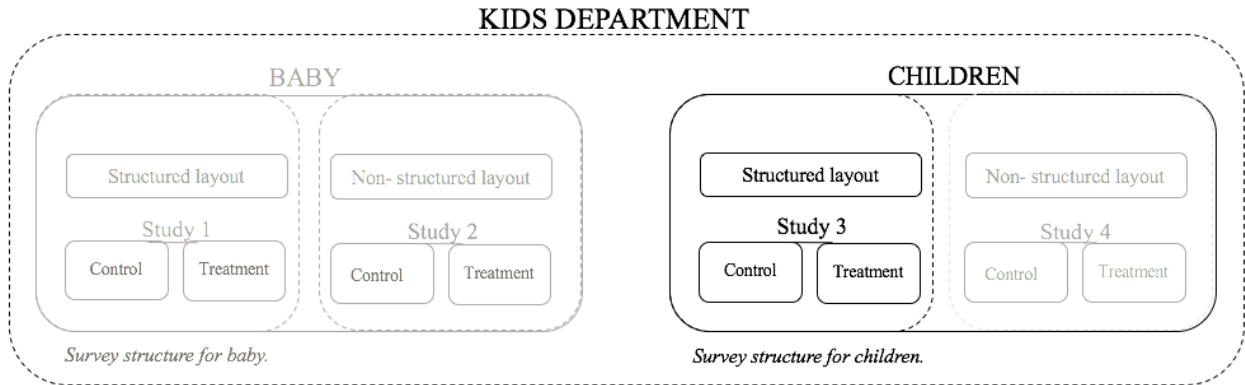 KIDS DEPARTMENT
BABY
Structured layout
Study 1
Control
Treatment
Non- structured layout
Study 2
Control
Treatment
Survey structure for baby.
CHILDREN
Structured layout
Study 3
Control
Treatment
Non- structured layout
Study 4
Control
Treatment
Survey structure for children.